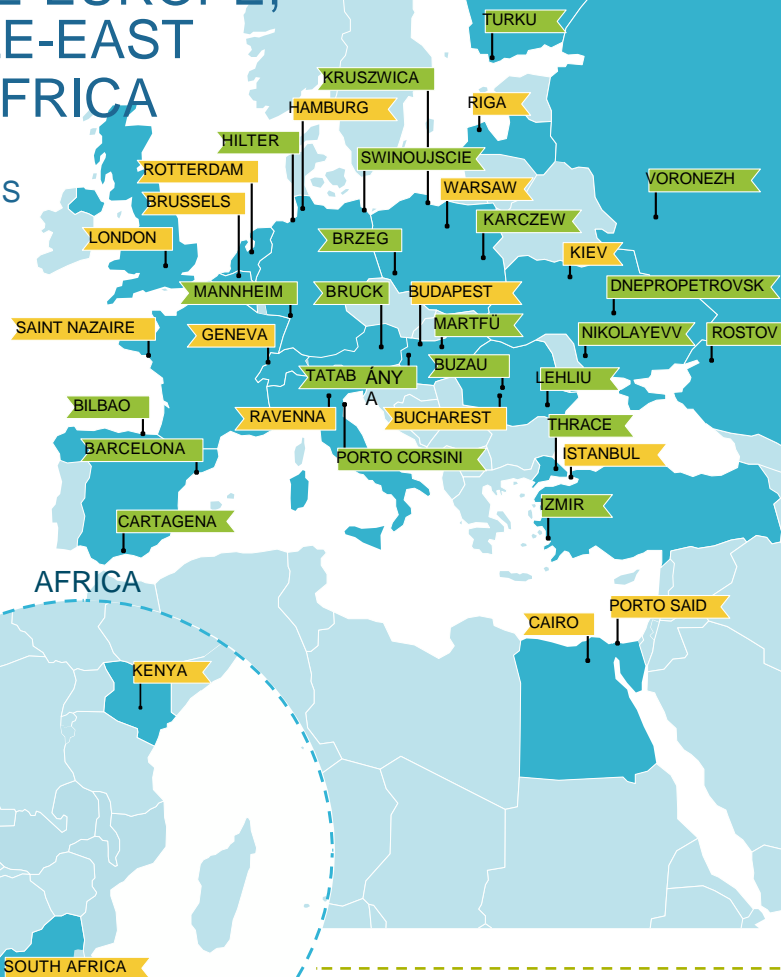 E EUROPE,
E-EAST
FRICA
S
TURKU
KRUSZWICA
HAMBURG
RIGA
HILTER
SWINOUJSCIE
ROTTERDAM
WARSAW
VORONEZH
BRUSSELS
KARCZEW
LONDON
BRZEG
KIEV
MANNHEIM
BRUCK
BUDAPEST
DNEPROPETROVSK
SAINT NAZAIRE
GENEVA
MARTFÜ
NIKOLAYEVV
ROSTOV
TATAB ÁNY
A
BUZAU
LEHLIU
BILBAO
RAVENNA
BUCHAREST
THRACE
BARCELONA
PORTO CORSINI
ISTANBUL
CARTAGENA
IZMIR
AFRICA
CAIRO
PORTO SAID
KENYA
SOUTH AFRICA